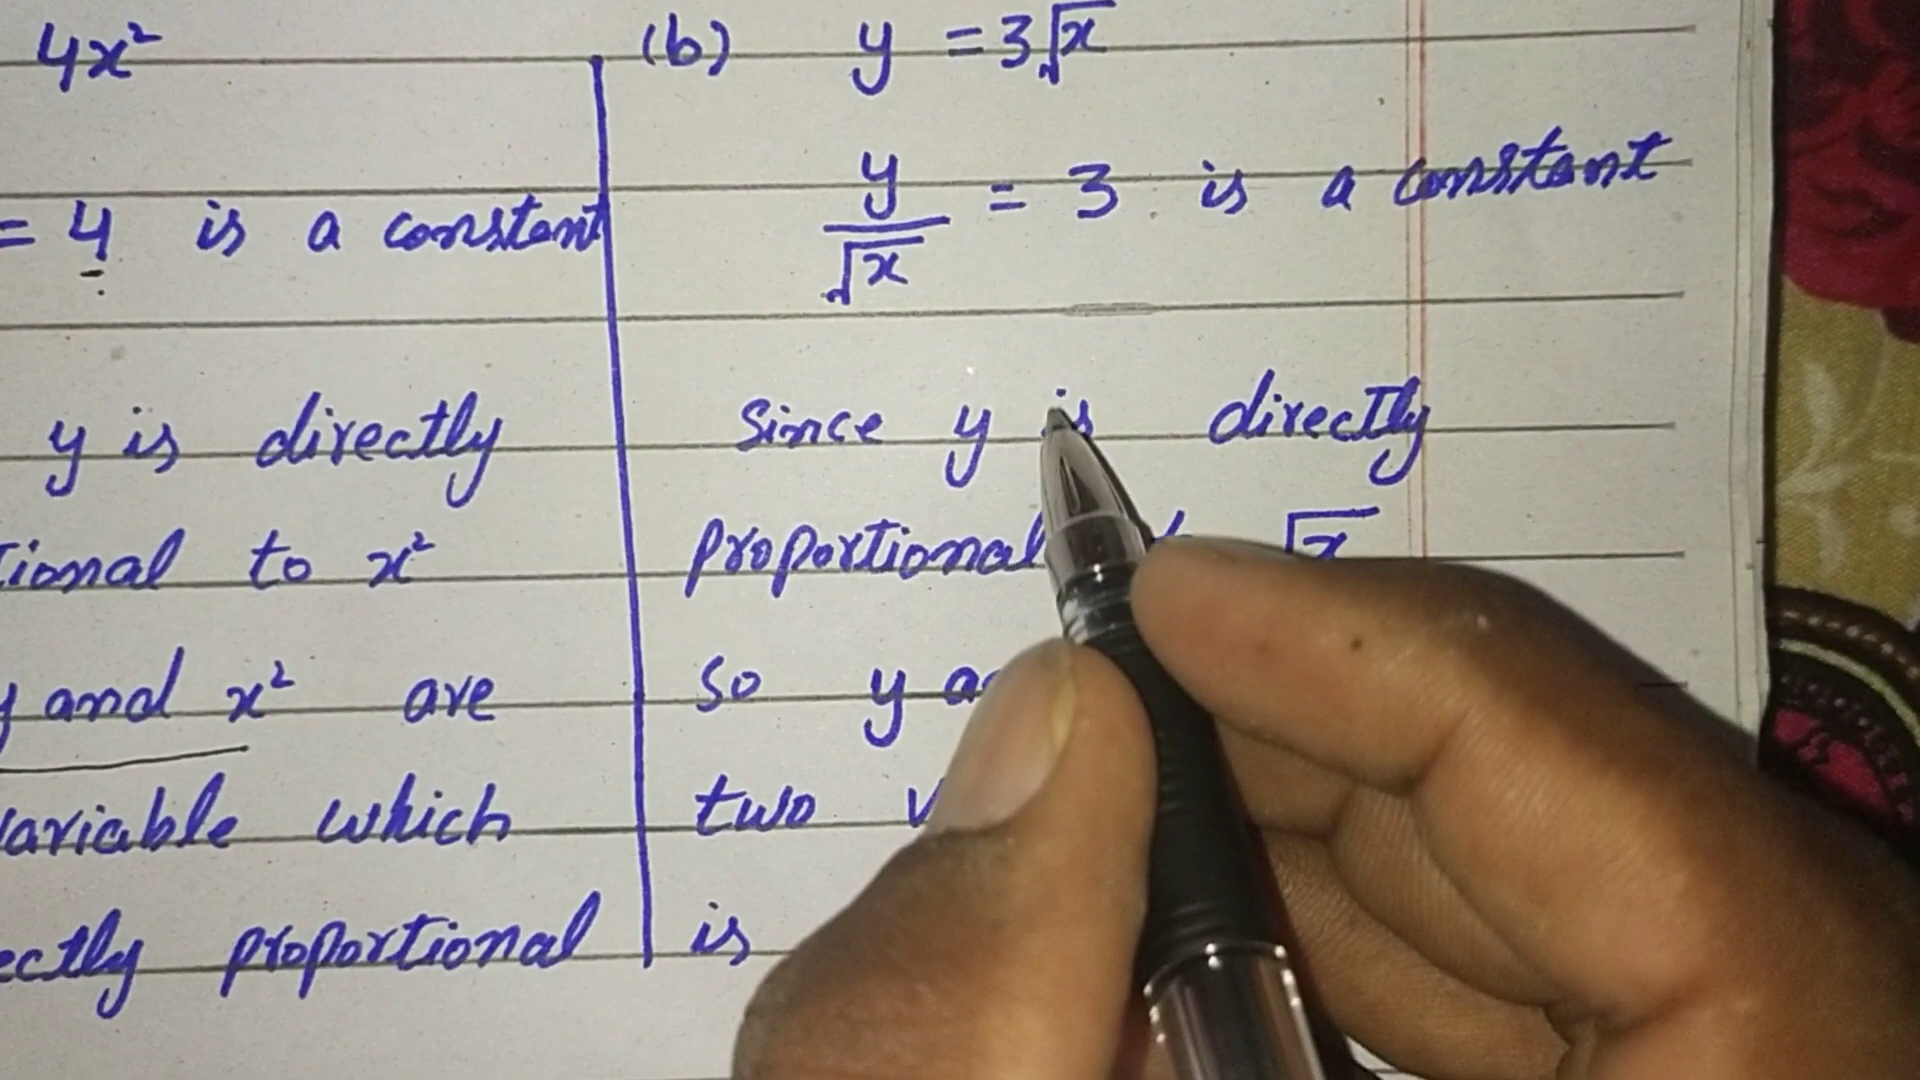 4x²
= 4 is a constant
y is directly
tional to x²
y and x² are
variable which
ectly proportional
(b) y = 3√x
y/√x = 3 is a constant
Since y is directly
proportional √x
so y
two
is